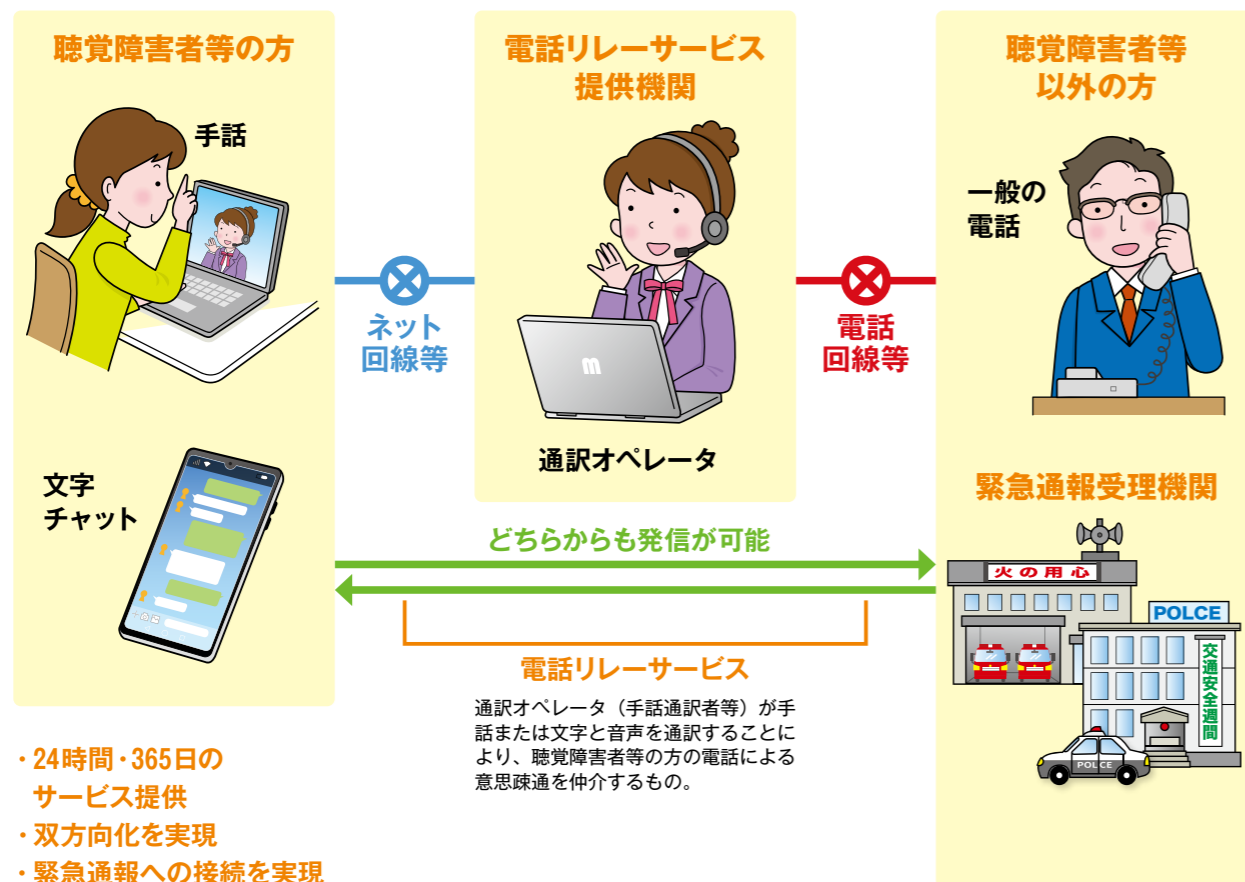 聴覚障害者等の方
手話
文字
チャット
・24時間・365日の
サービス提供
・双方向化を実現
・緊急通報への接続を実現
ネット
回線等
電話リレーサービス
提供機関
m
通訳オペレータ
電話
回線等
どちらからも発信が可能
電話リレーサービス
通訳オペレータ（手話通訳者等）が手
話または文字と音声を通訳することに
より、聴覚障害者等の方の電話による
意思疎通を仲介するもの。
聴覚障害者等
以外の方
一般の
電話
緊急通報受理機関
火の用心
POLCE
交通安全週間
POLICE